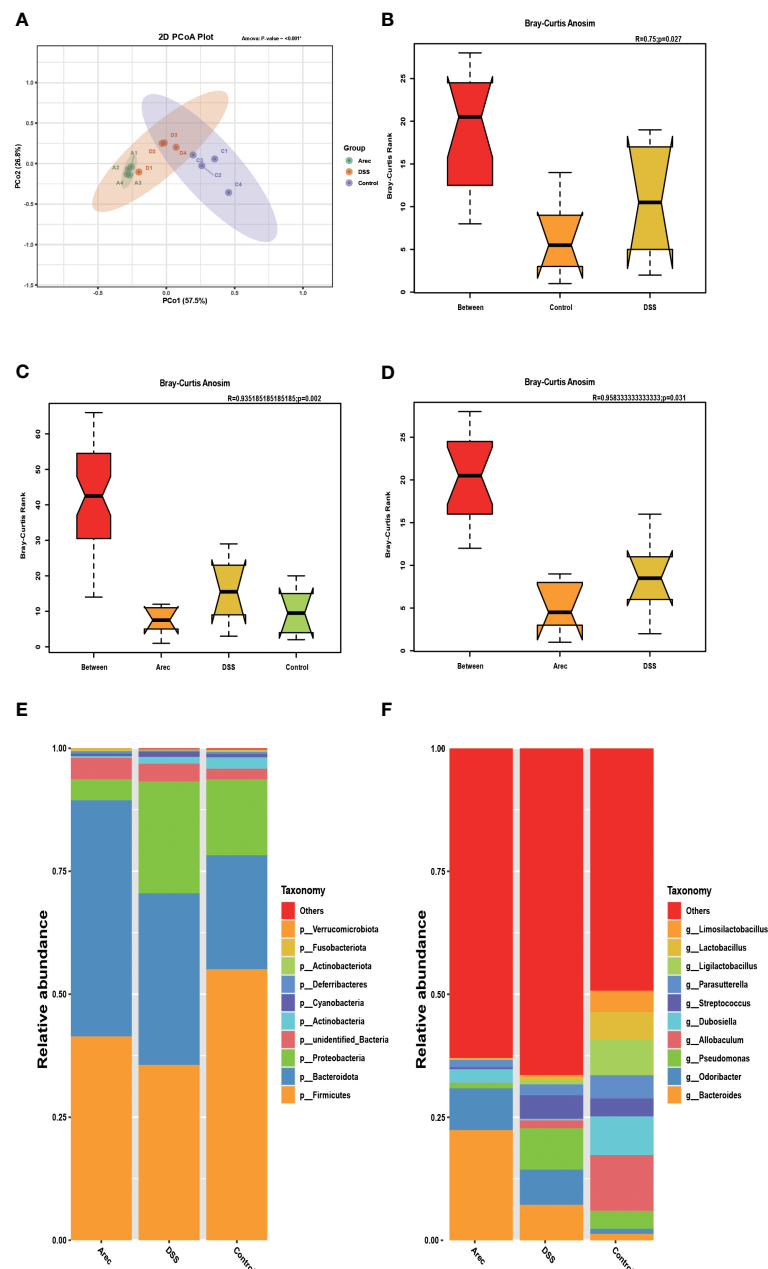 A
2D PCoA Plot
Amova: P-value = <0.001*
PCo2 (26.8%)
1.0
0.5
0.0
-0.5
-1.0
-1.5
A1
A2
A3
A4
D1
D3
D4
C1
C2
C3
C4
Group
Arec
DSS
Control
-0.5
0.0
0.5
1.0
PCo1 (57.5%)
B
Bray-Curtis Anosim
R=0.75;p=0.027
Bray-Curtis Rank
25
20
15
10
5
0
Between
Control
DSS
C
Bray-Curtis Anosim
R=0.935185185185185;p=0.002
Bray-Curtis Rank
60
50
40
30
20
10
0
Between
Arec
DSS
Control
D
Bray-Curtis Anosim
R=0.958333333333333;p=0.031
Bray-Curtis Rank
25
20
15
10
5
0
Between
Arec
DSS
E
Relative abundance
1.00
0.75
0.50
0.25
0.00
Arec
DSS
Control
Taxonomy
Others
p__Verrucomicrobiota
p__Fusobacteriota
p__Actinobacteriota
p__Deferribacteres
p__Cyanobacteria
p__Actinobacteria
p__unidentified_Bacteria
p__Proteobacteria
p__Bacteroidota
p__Firmicutes
F
Relative abundance
1.00
0.75
0.50
0.25
0.00
Arec
DSS
Control
Taxonomy
Others
g__Limosilactobacillus
g__Lactobacillus
g__Ligilactobacillus
g__Parasutterella
g__Streptococcus
g__Dubosiella
g__Allobaculum
g__Pseudomonas
g__Odoribacter
g__Bacteroides